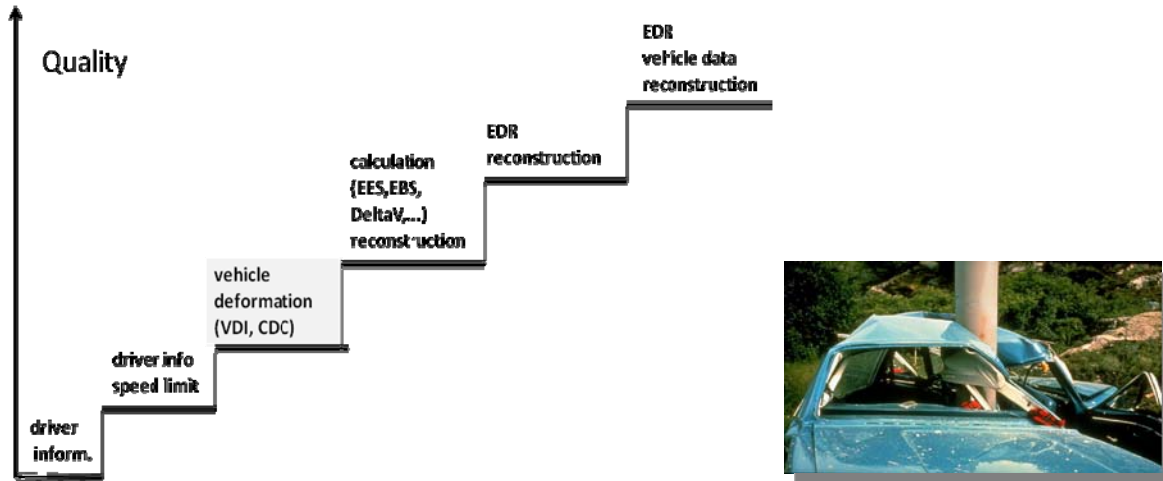 Quality
EDR
vehicle data
reconstruction
EDR
reconstruction
calculation
(EES,EBS,
DeltaV,...)
reconstruction
vehicle
deformation
(VDI, CDC)
driver info
speed limit
driver
inform.